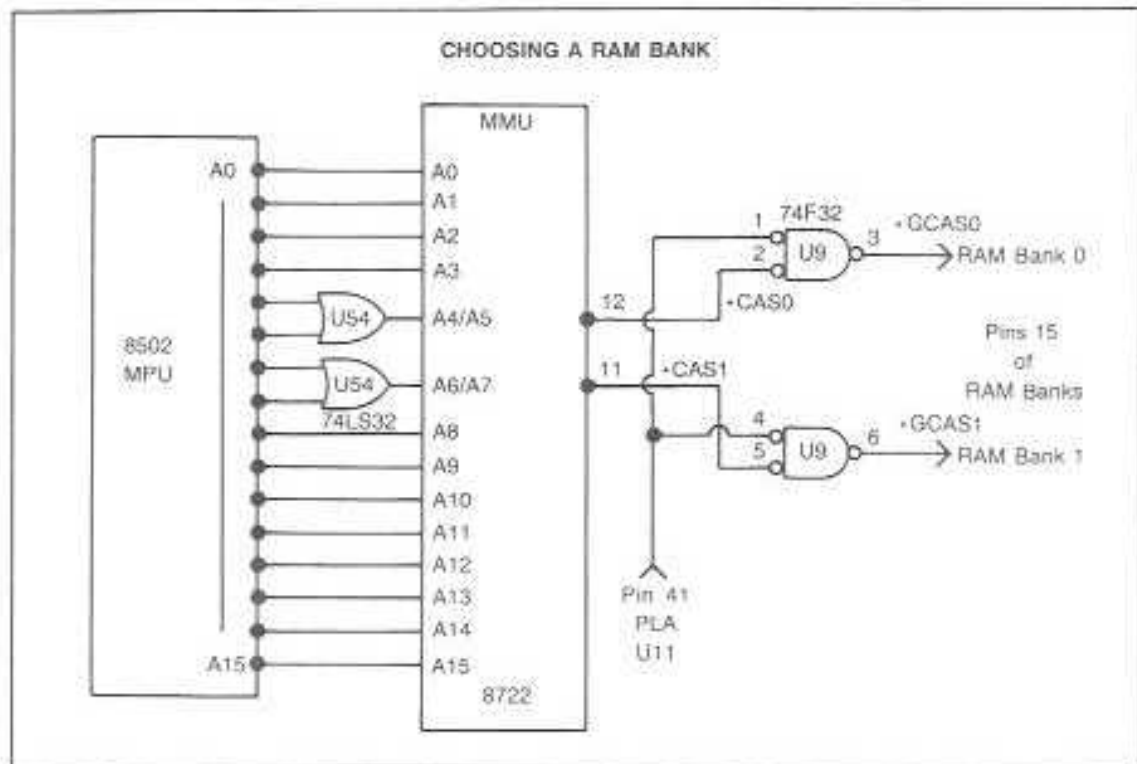 CHOOSING A RAM BANK
MMU
A0
A0
A1
A2
A3
U54
A4/A5
U54
A6/A7
74LS32
A8
A9
A10
A11
A12
A13
A14
A15
A15
8502
MPU
8722
12
11
*CAS0
*CAS1
74F32
1
2
U9
3
*GCAS0
RAM Bank 0
Pins 15
of
RAM Banks
4
5
U9
6
*GCAS1
RAM Bank 1
Pin 41
PLA
U11